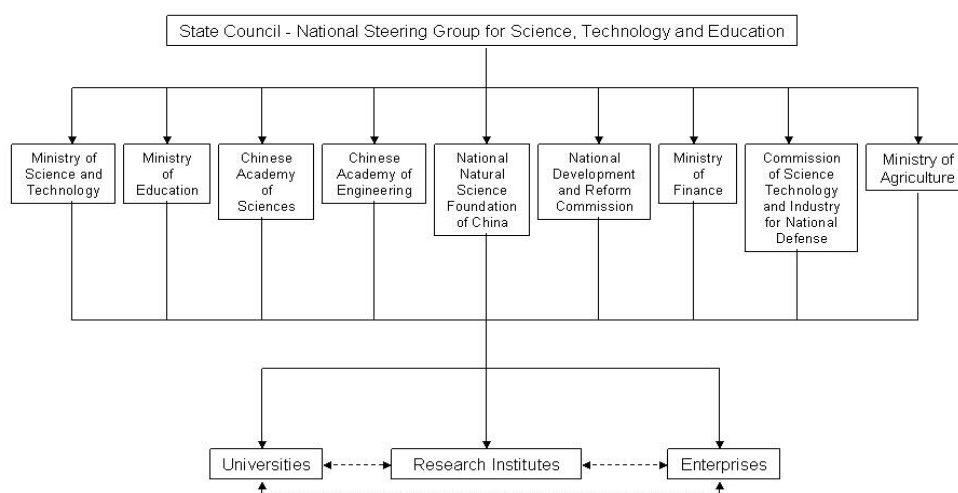 State Council - National Steering Group for Science, Technology and Education
Ministry of
Science and
Technology
Ministry
of
Education
Chinese
Academy
of
Sciences
Chinese
Academy of
Engineering
National
Natural
Science
Foundation
of China
National
Development
and Reform
Commission
Ministry
of
Finance
Commission
of Science
Technology
and Industry
for National
Defense
Ministry of
Agriculture
Universities
Research Institutes
Enterprises